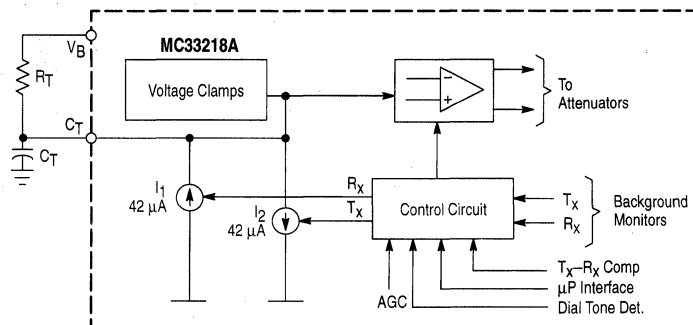 V_B
MC33218A
R_T
Voltage Clamps
−
+
To
Attenuators
C_T
C_T
I_1
42 µA
R_X
T_X
I_2
42 µA
Control Circuit
T_X
R_X
Background
Monitors
AGC
T_X–R_X Comp
µP Interface
Dial Tone Det.